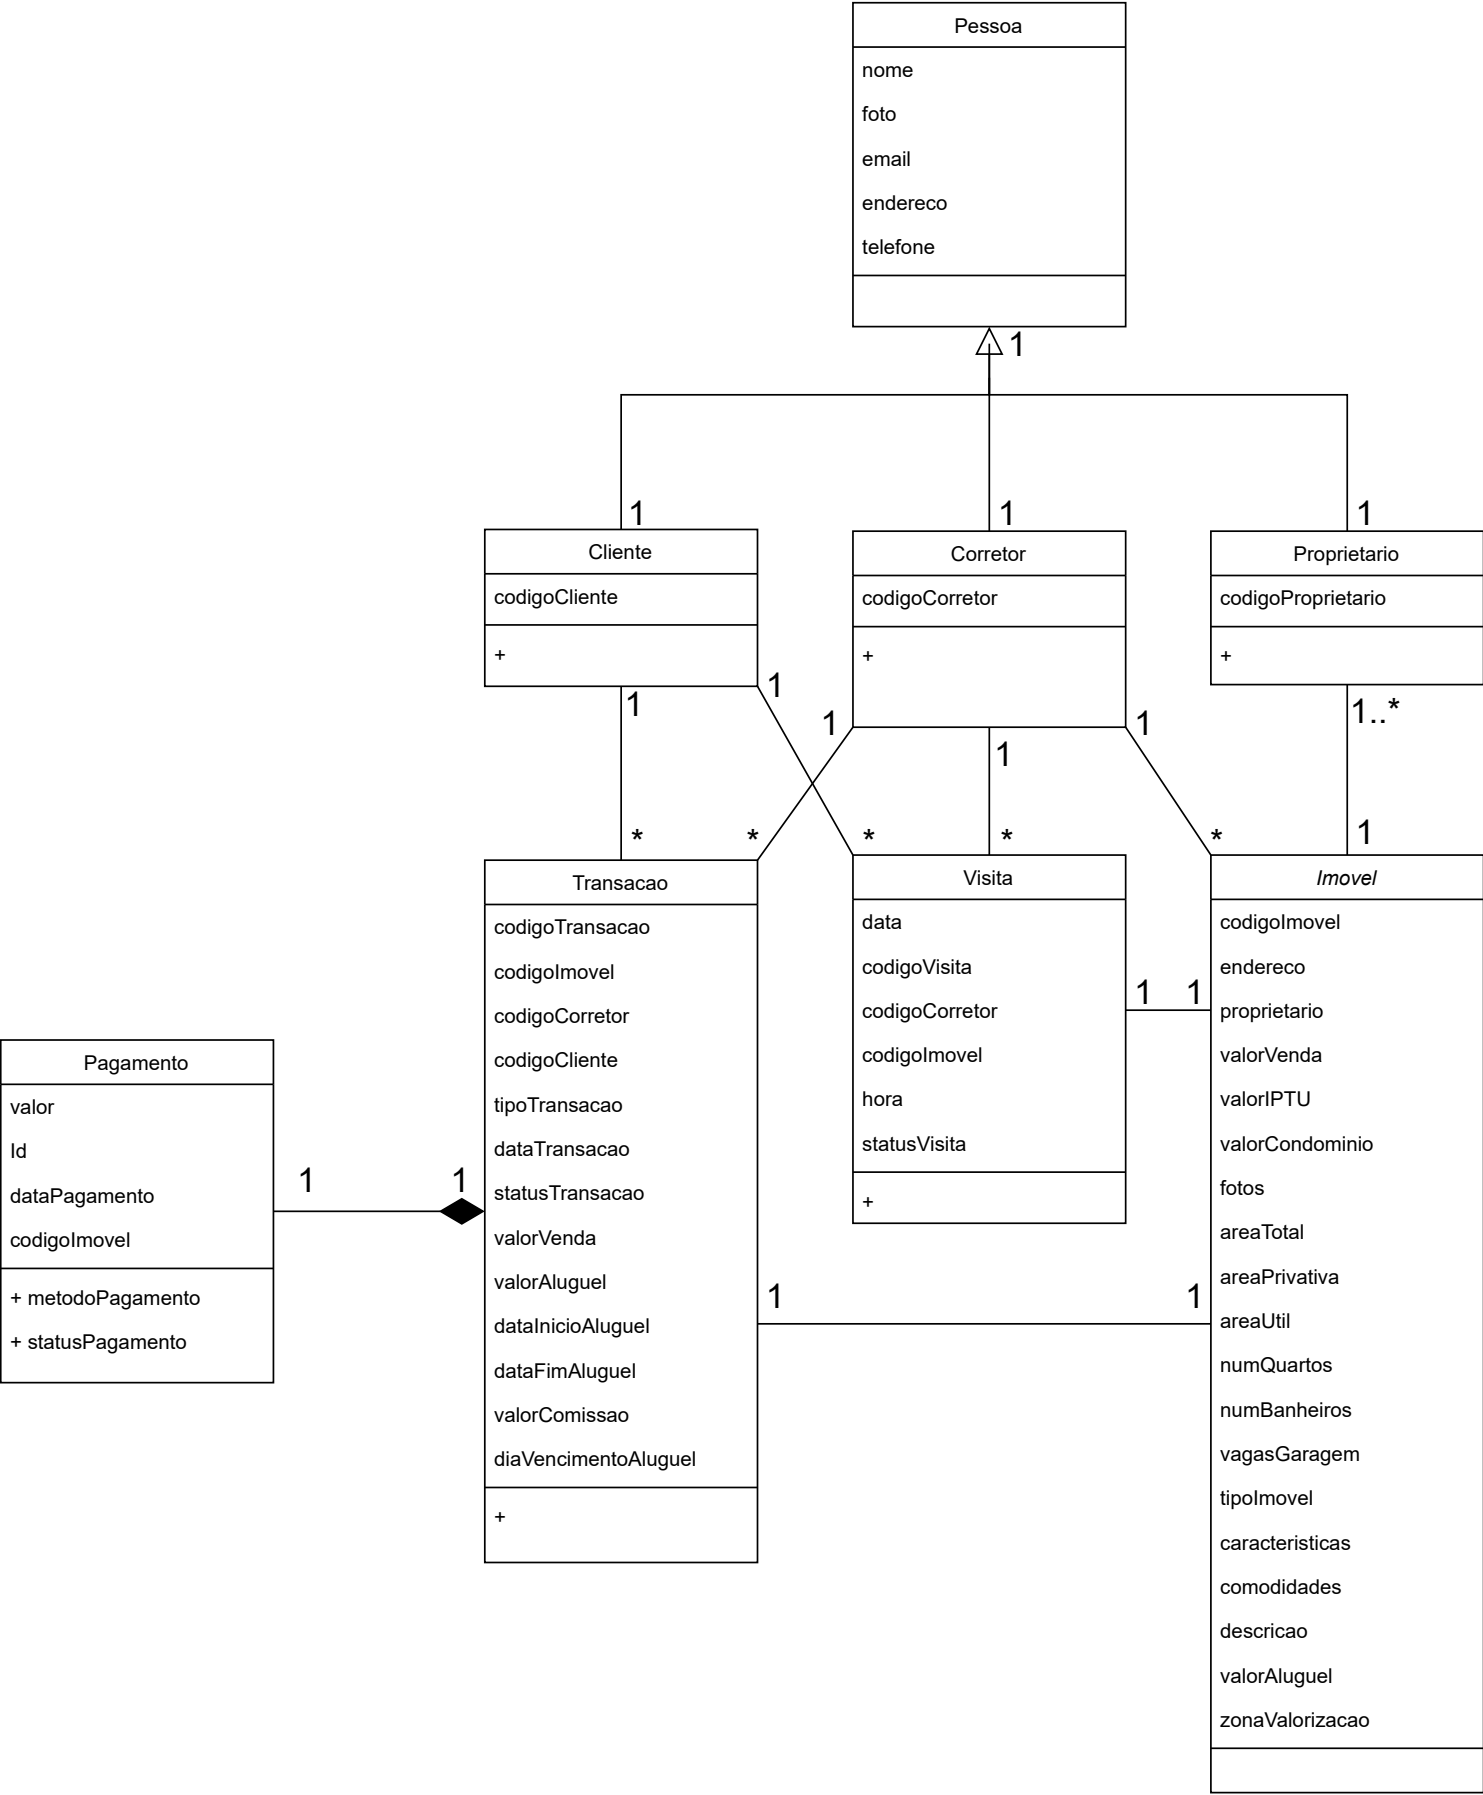 Pessoa
nome
foto
email
endereco
telefone
1
1
1
1
Cliente
codigoCliente
+
Corretor
codigoCorretor
+
Proprietario
codigoProprietario
+
1
1
1
1
1
1..*
*
*
*
*
*
1
Transacao
codigoTransacao
codigoImovel
codigoCorretor
codigoCliente
tipoTransacao
dataTransacao
statusTransacao
valorVenda
valorAluguel
dataInicioAluguel
dataFimAluguel
valorComissao
diaVencimentoAluguel
+
Visita
data
codigoVisita
codigoCorretor
codigoImovel
hora
statusVisita
+
1
1
Imovel
codigoImovel
endereco
proprietario
valorVenda
valorIPTU
valorCondominio
fotos
areaTotal
areaPrivativa
areaUtil
numQuartos
numBanheiros
vagasGaragem
tipoImovel
caracteristicas
comodidades
descricao
valorAluguel
zonaValorizacao
Pagamento
valor
Id
dataPagamento
codigoImovel
+ metodoPagamento
+ statusPagamento
1
1
1
1